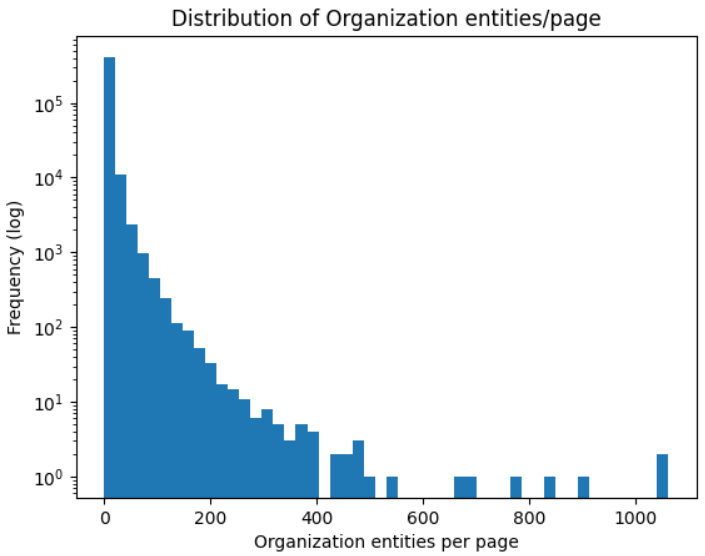 Distribution of Organization entities/page
Frequency (log)
10^5
10^4
10^3
10^2
10^1
10^0
0 200 400 600 800 1000
Organization entities per page